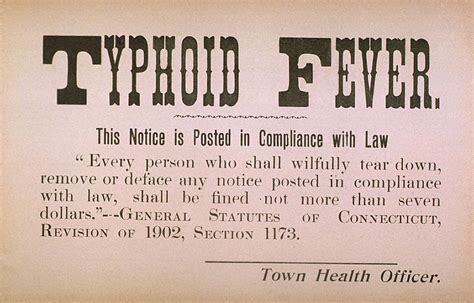 TYPHOID FEVER.
This Notice is Posted in Compliance with Law
"Every person who shall wilfully tear down,
remove or deface any notice posted in compliance
with law, shall be fined not more than seven
dollars."---GENERAL STATUTES OF CONNECTICUT,
REVISION OF 1902, SECTION 1173.
Town Health Officer.